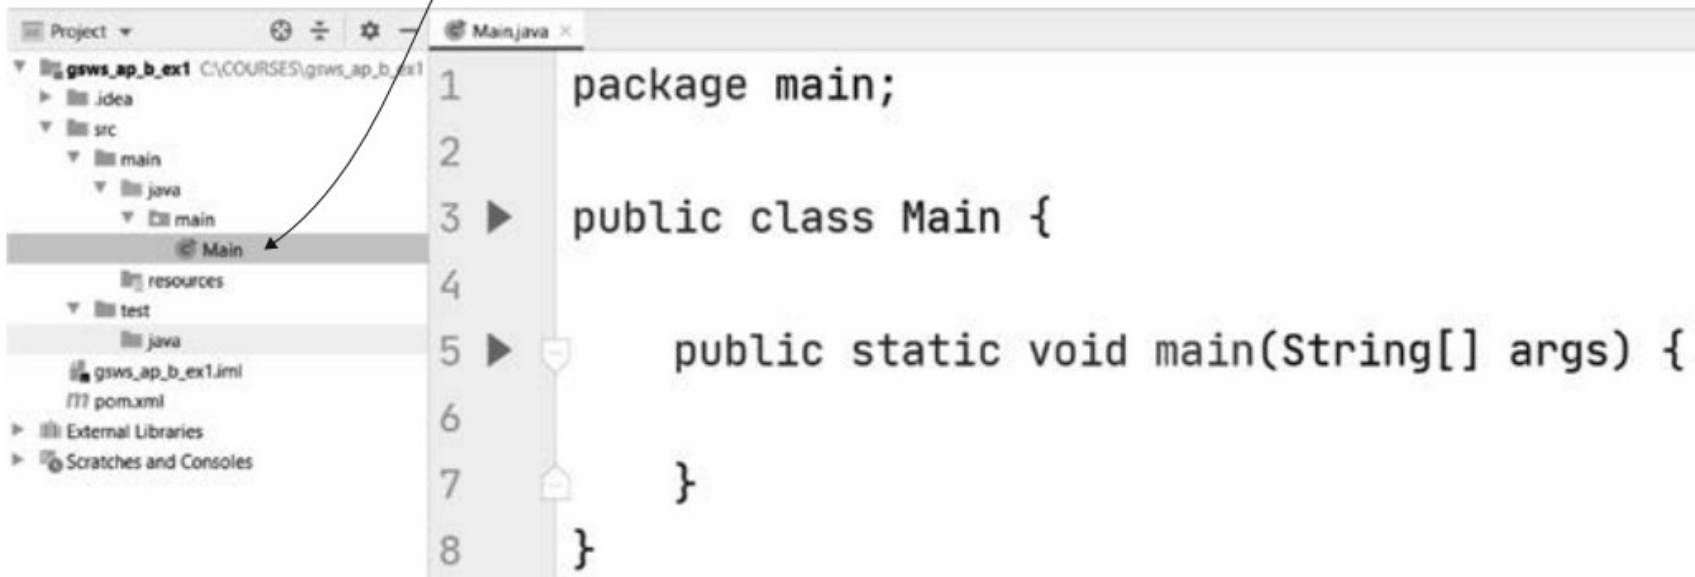 Project
gsws_ap_b_ex1 C:\COURSES\gsws_ap_b_ex1
.idea
src
main
java
main
Main
resources
test
java
gsws_ap_b_ex1.iml
pom.xml
External Libraries
Scratches and Consoles
Main.java
1 package main;
2
3 public class Main {
4
5 public static void main(String[] args) {
6
7 }
8 }